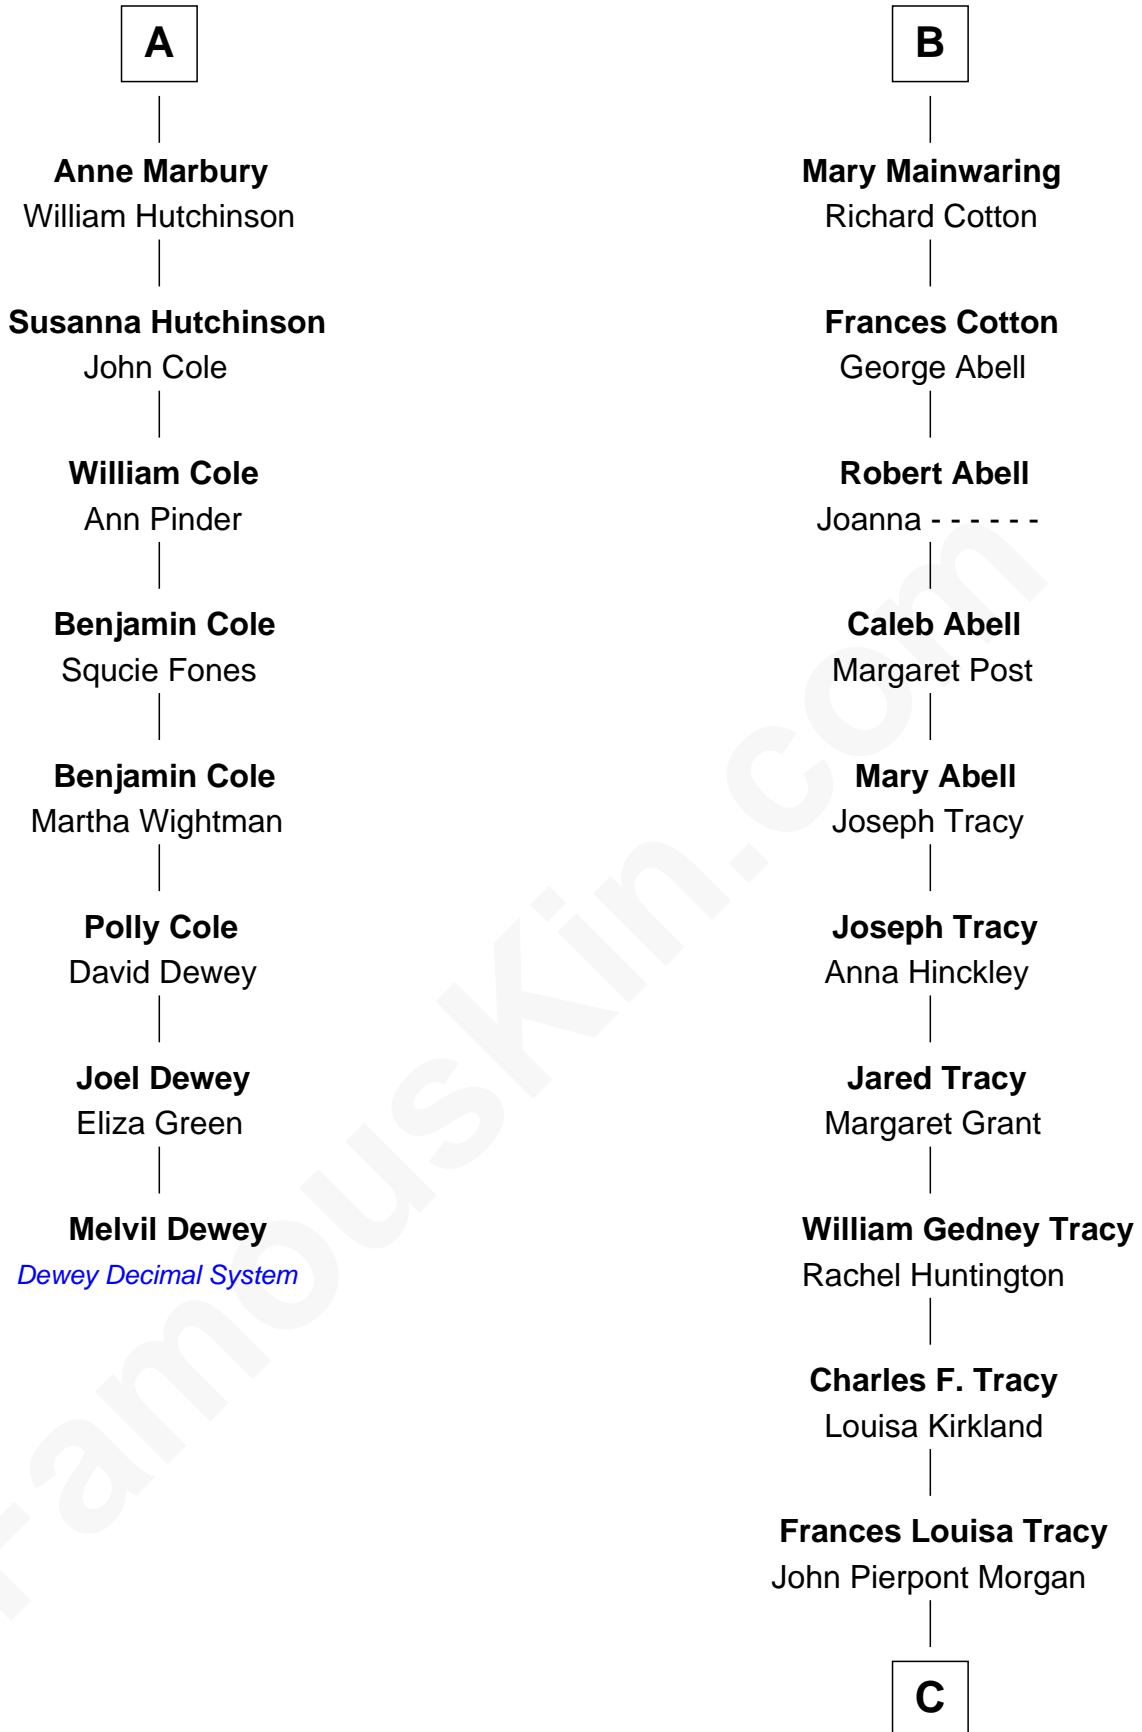 A
Anne Marbury
William Hutchinson
Susanna Hutchinson
John Cole
William Cole
Ann Pinder
Benjamin Cole
Squcie Fones
Benjamin Cole
Martha Wightman
Polly Cole
David Dewey
Joel Dewey
Eliza Green
Melvil Dewey
Dewey Decimal System
B
Mary Mainwaring
Richard Cotton
Frances Cotton
George Abell
Robert Abell
Joanna - - - - - -
Caleb Abell
Margaret Post
Mary Abell
Joseph Tracy
Joseph Tracy
Anna Hinckley
Jared Tracy
Margaret Grant
William Gedney Tracy
Rachel Huntington
Charles F. Tracy
Louisa Kirkland
Frances Louisa Tracy
John Pierpont Morgan
C
FamousKin.com